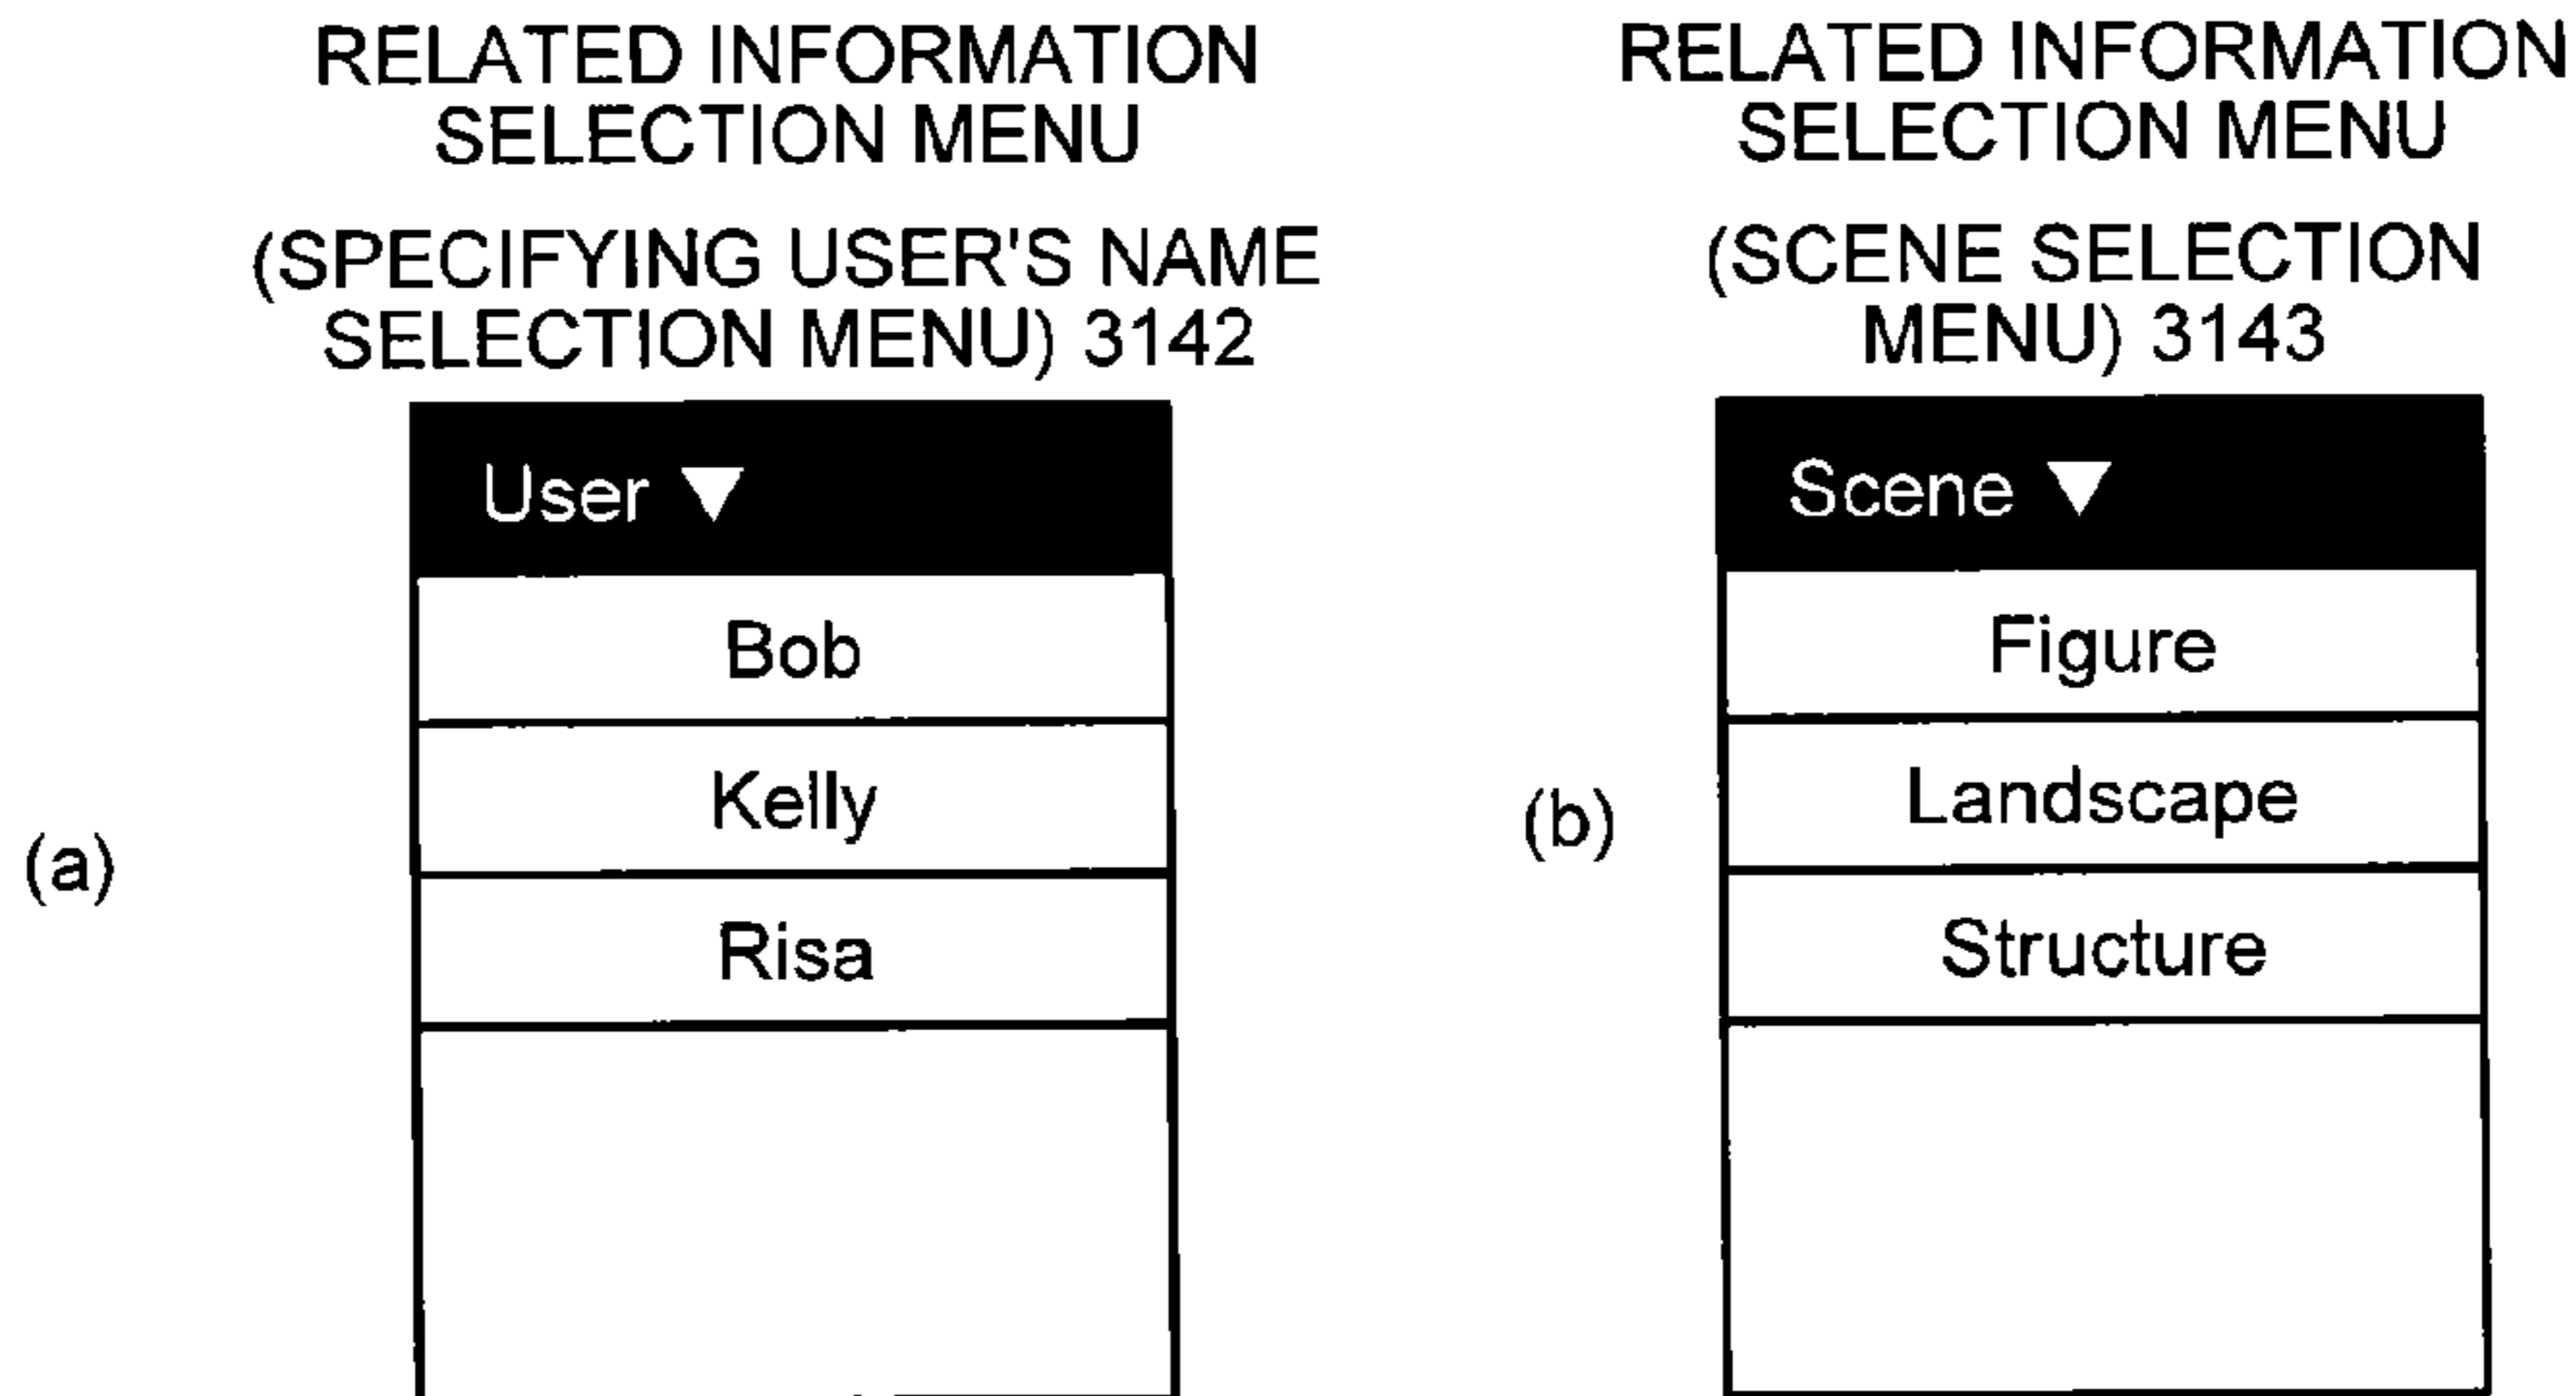 RELATED INFORMATION
SELECTION MENU
(SPECIFYING USER'S NAME
SELECTION MENU) 3142
User ▼
Bob
Kelly
Risa
(a)
RELATED INFORMATION
SELECTION MENU
(SCENE SELECTION
MENU) 3143
Scene ▼
Figure
Landscape
Structure
(b)